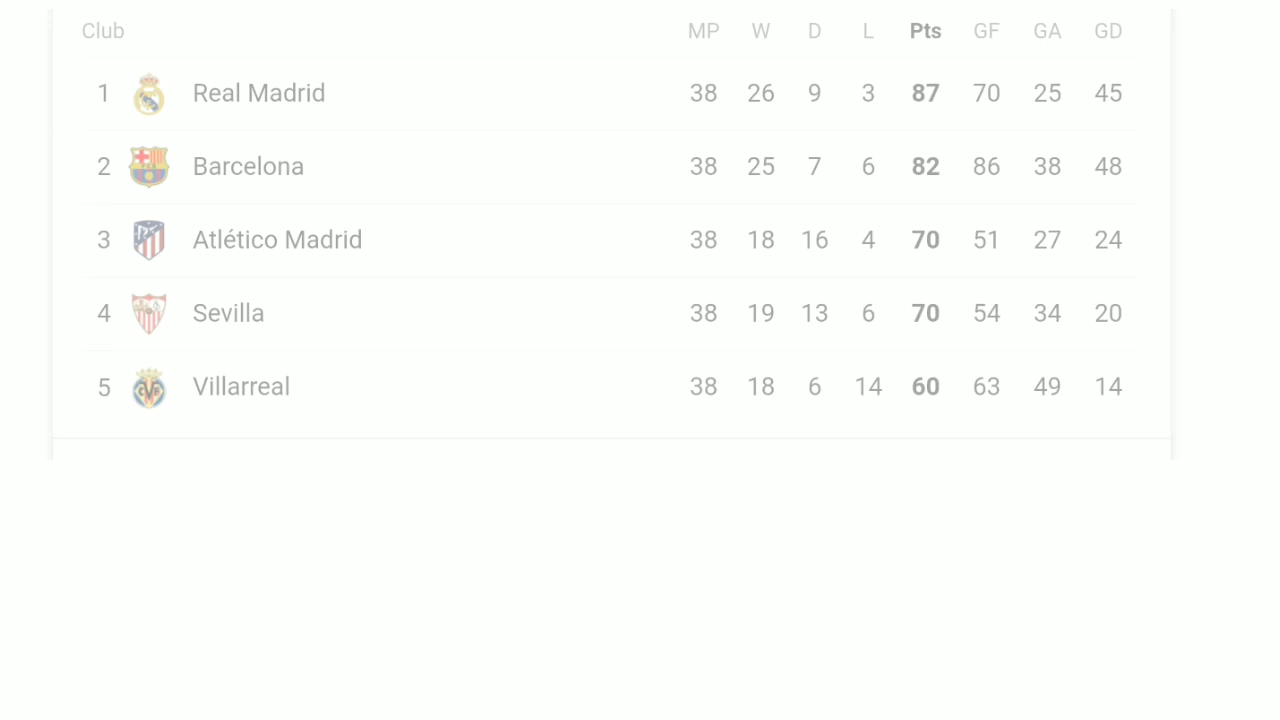 Club MP W D L Pts GF GA GD
1 Real Madrid 38 26 9 3 87 70 25 45
2 Barcelona 38 25 7 6 82 86 38 48
3 Atlético Madrid 38 18 16 4 70 51 27 24
4 Sevilla 38 19 13 6 70 54 34 20
5 Villarreal 38 18 6 14 60 63 49 14